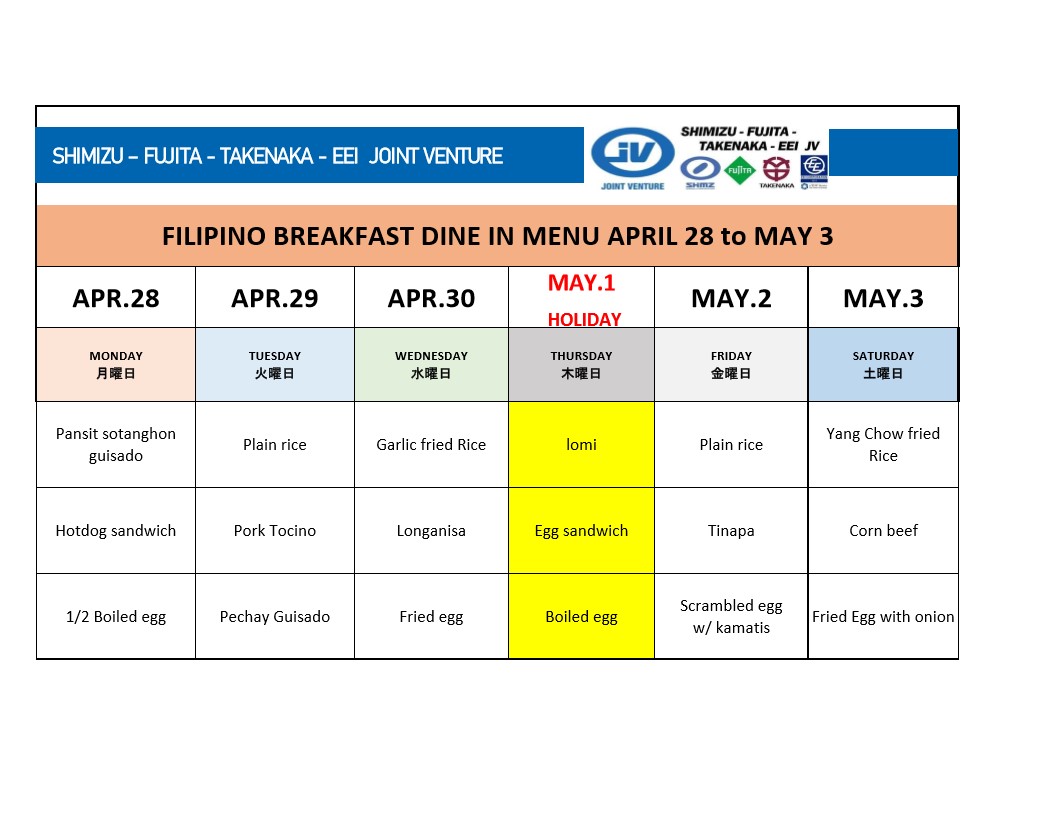 SHIMIZU – FUJITA - TAKENAKA - EEI JOINT VENTURE
JV
JOINT VENTURE
SHIMIZU - FUJITA -
TAKENAKA - EEI JV
SHMZ
FUJITA
TAKENAKA
EEI
FILIPINO BREAKFAST DINE IN MENU APRIL 28 to MAY 3
APR.28
APR.29
APR.30
MAY.1
HOLIDAY
MAY.2
MAY.3
MONDAY
月曜日
TUESDAY
火曜日
WEDNESDAY
水曜日
THURSDAY
木曜日
FRIDAY
金曜日
SATURDAY
土曜日
Pansit sotanghon
guisado
Plain rice
Garlic fried Rice
lomi
Plain rice
Yang Chow fried
Rice
Hotdog sandwich
Pork Tocino
Longanisa
Egg sandwich
Tinapa
Corn beef
1/2 Boiled egg
Pechay Guisado
Fried egg
Boiled egg
Scrambled egg
w/ kamatis
Fried Egg with onion